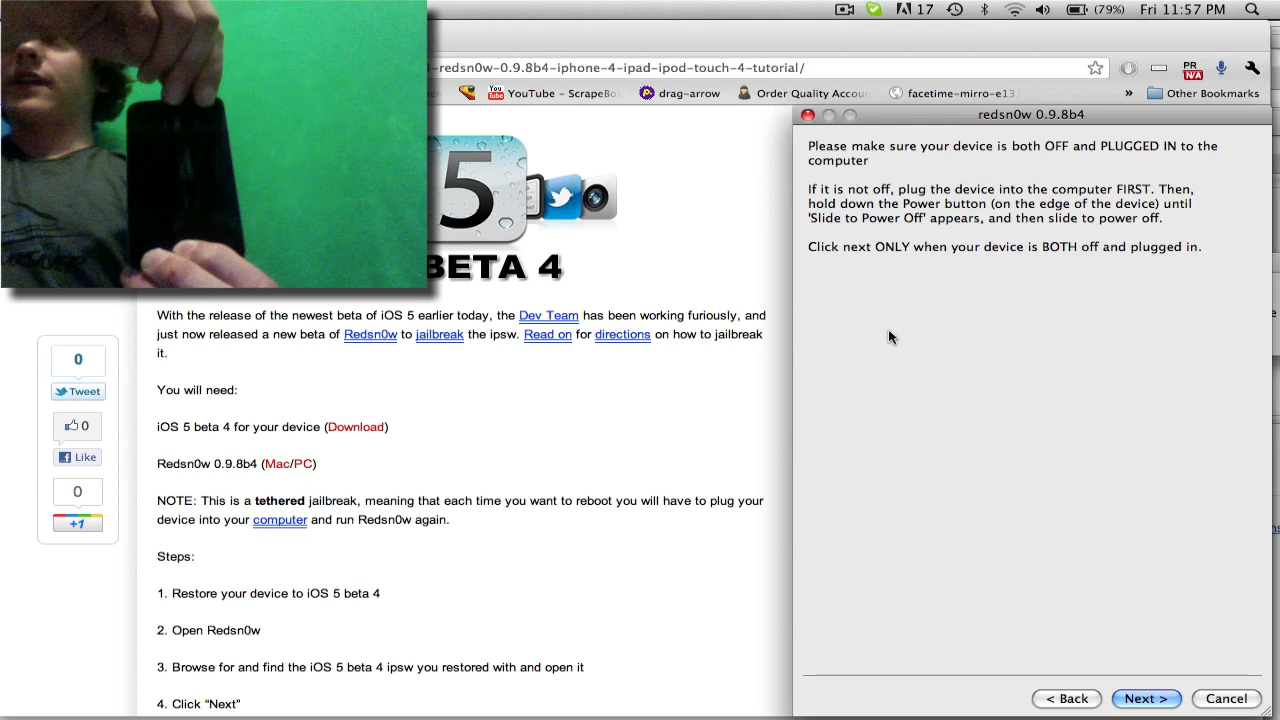 17
(79%)
Fri 11:57 PM
-redsn0w-0.9.8b4-iphone-4-ipad-ipod-touch-4-tutorial/
PR
N/A
You
Tube
YouTube - ScrapeBo
drag-arrow
Order Quality Accou
facetime-mirro-e13
»
Other Bookmarks
redsn0w 0.9.8b4
Please make sure your device is both OFF and PLUGGED IN to the
computer
If it is not off, plug the device into the computer FIRST. Then,
hold down the Power button (on the edge of the device) until
'Slide to Power Off' appears, and then slide to power off.
Click next ONLY when your device is BOTH off and plugged in.
< Back
Next >
Cancel
5
BETA 4
With the release of the newest beta of iOS 5 earlier today, the Dev Team has been working furiously, and
just now released a new beta of Redsn0w to jailbreak the ipsw. Read on for directions on how to jailbreak
it.
You will need:
iOS 5 beta 4 for your device (Download)
Redsn0w 0.9.8b4 (Mac/PC)
NOTE: This is a tethered jailbreak, meaning that each time you want to reboot you will have to plug your
device into your computer and run Redsn0w again.
Steps:
1. Restore your device to iOS 5 beta 4
2. Open Redsn0w
3. Browse for and find the iOS 5 beta 4 ipsw you restored with and open it
4. Click “Next”
0
Tweet
0
Like
0
+1